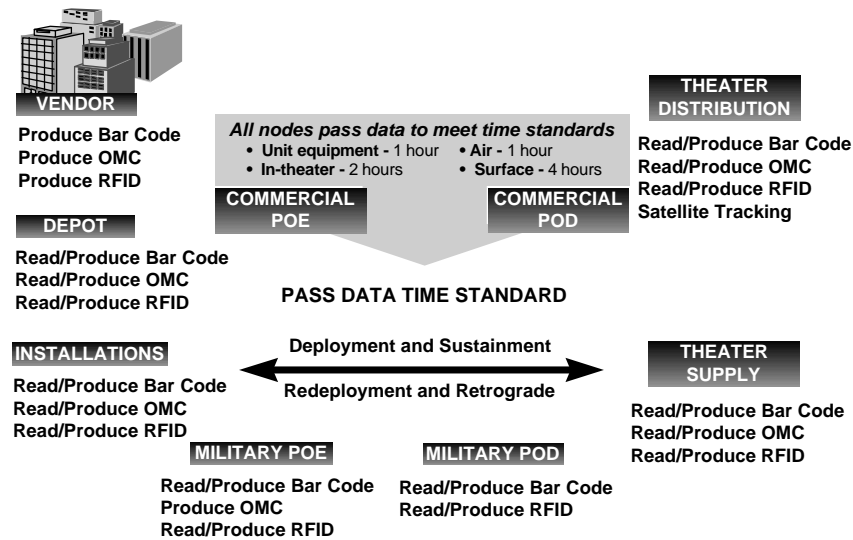 VENDOR
Produce Bar Code
Produce OMC
Produce RFID
All nodes pass data to meet time standards
• Unit equipment - 1 hour • Air - 1 hour
• In-theater - 2 hours • Surface - 4 hours
COMMERCIAL
POE
COMMERCIAL
POD
THEATER
DISTRIBUTION
Read/Produce Bar Code
Read/Produce OMC
Read/Produce RFID
Satellite Tracking
DEPOT
Read/Produce Bar Code
Read/Produce OMC
Read/Produce RFID
PASS DATA TIME STANDARD
INSTALLATIONS
Read/Produce Bar Code
Read/Produce OMC
Read/Produce RFID
Deployment and Sustainment
Redeployment and Retrograde
THEATER
SUPPLY
Read/Produce Bar Code
Read/Produce OMC
Read/Produce RFID
MILITARY POE
Read/Produce Bar Code
Produce OMC
Read/Produce RFID
MILITARY POD
Read/Produce Bar Code
Read/Produce RFID